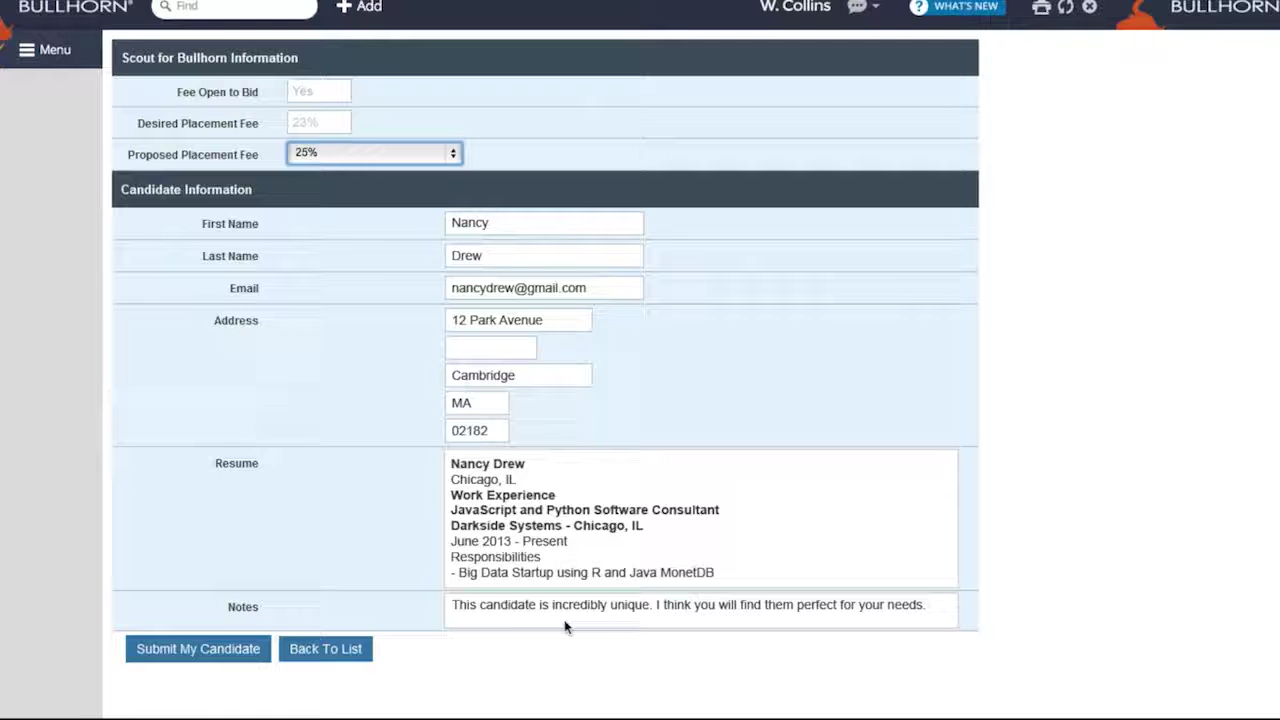 BULLHORN®
Find
+ Add
W. Collins
? WHAT'S NEW
BULLHORN
Menu
Scout for Bullhorn Information
Fee Open to Bid
Yes
Desired Placement Fee
23%
Proposed Placement Fee
25%
Candidate Information
First Name
Nancy
Last Name
Drew
Email
nancydrew@gmail.com
Address
12 Park Avenue
Cambridge
MA
02182
Resume
Nancy Drew
Chicago, IL
Work Experience
JavaScript and Python Software Consultant
Darkside Systems - Chicago, IL
June 2013 - Present
Responsibilities
- Big Data Startup using R and Java MonetDB
Notes
This candidate is incredibly unique. I think you will find them perfect for your needs.
Submit My Candidate
Back To List